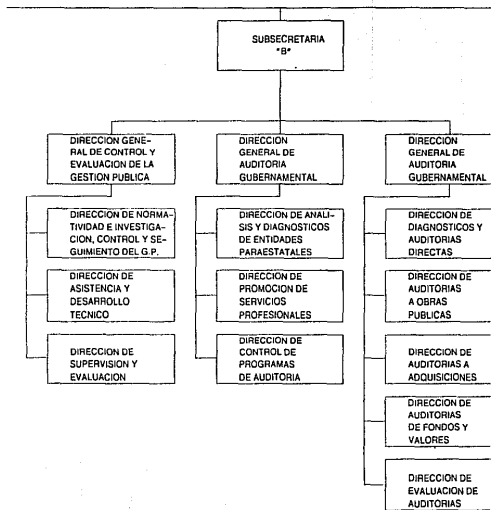 SUBSECRETARIA
"B"
DIRECCION GENE-
RAL DE CONTROL Y
EVALUACION DE LA
GESTION PUBLICA
DIRECCION DE NORMA-
TIVIDAD E INVESTIGA-
CION, CONTROL Y SE-
GUIMIENTO DEL G.P.
DIRECCION DE
ASISTENCIA Y
DESARROLLO
TECNICO
DIRECCION DE
SUPERVISION Y
EVALUACION
DIRECCION
GENERAL DE
AUDITORIA
GUBERNAMENTAL
DIRECCION DE ANALI-
SIS Y DIAGNOSTICOS
DE ENTIDADES
PARAESTATALES
DIRECCION DE
PROMOCION DE
SERVICIOS
PROFESIONALES
DIRECCION DE
CONTROL DE
PROGRAMAS
DE AUDITORIA
DIRECCION
GENERAL DE
AUDITORIA
GUBERNAMENTAL
DIRECCION DE
DIAGNOSTICOS Y
AUDITORIAS
DIRECTAS
DIRECCION DE
AUDITORIAS
A OBRAS
PUBLICAS
DIRECCION DE
AUDITORIAS A
ADQUISICIONES
DIRECCION DE
AUDITORIAS
DE FONDOS Y
VALORES
DIRECCION DE
EVALUACION DE
AUDITORIAS